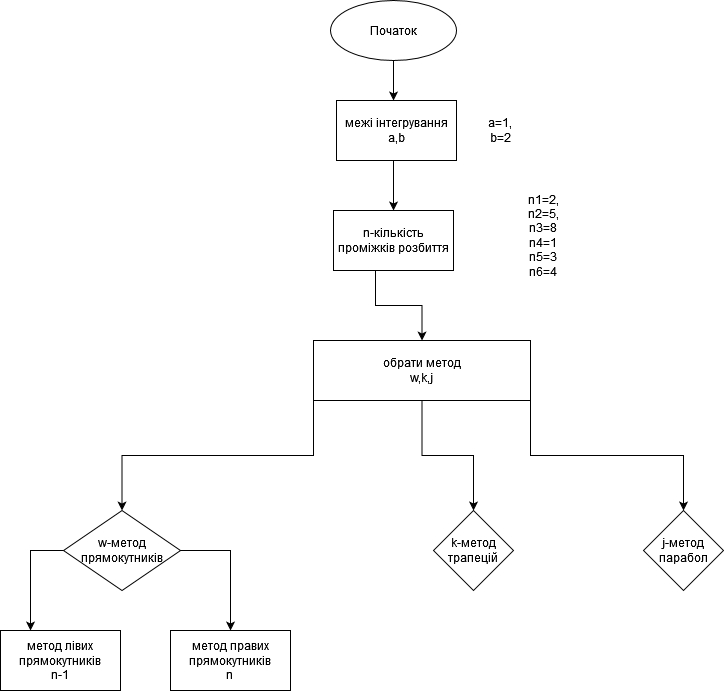 Початок
межі інтегрування
a,b
a=1,
b=2
n-кількість
проміжків розбиття
n1=2,
n2=5,
n3=8
n4=1
n5=3
n6=4
обрати метод
w,k,j
w-метод
прямокутників
k-метод
трапецій
j-метод
парабол
метод лівих
прямокутників
n-1
метод правих
прямокутників
n